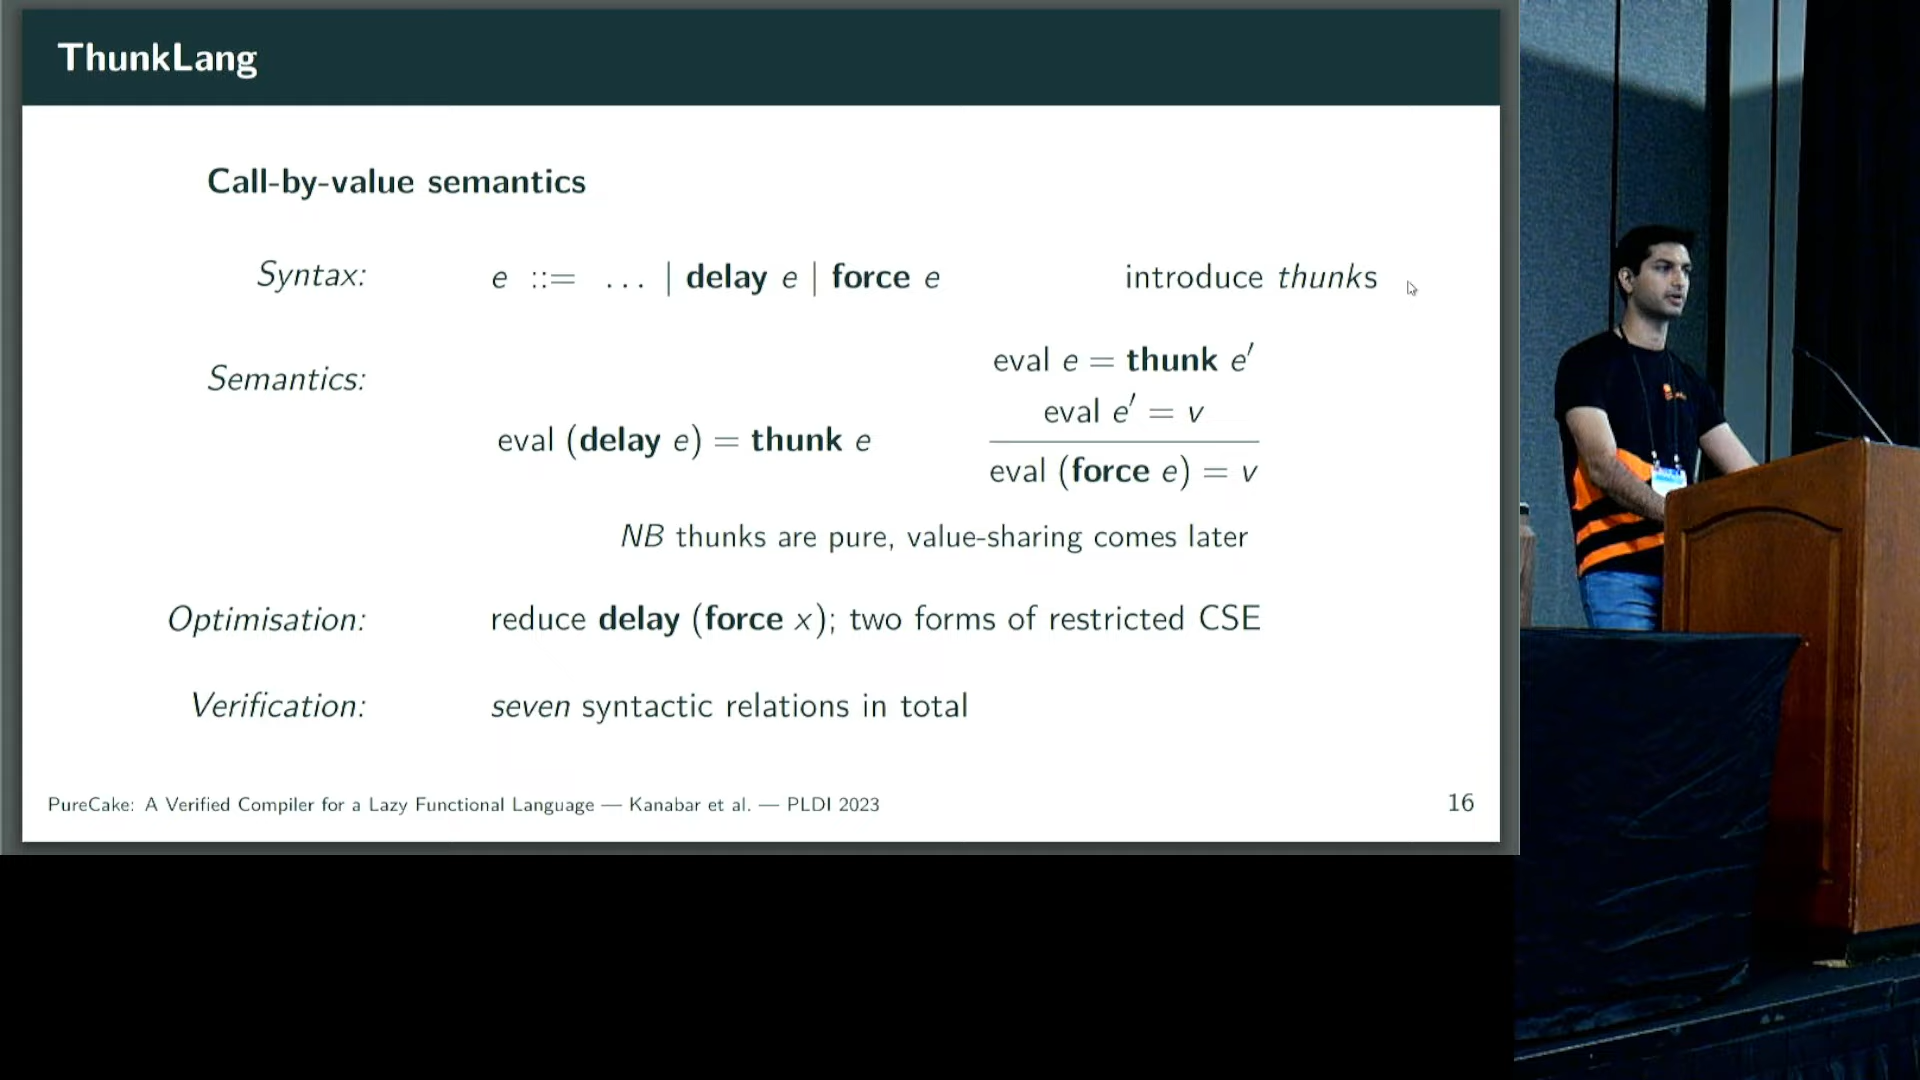 ThunkLang
Call-by-value semantics
Syntax: e ::= ... | delay e | force e introduce thunks
Semantics:
eval (delay e) = thunk e
eval e = thunk e′
eval e′ = v
eval (force e) = v
NB thunks are pure, value-sharing comes later
Optimisation: reduce delay (force x); two forms of restricted CSE
Verification: seven syntactic relations in total
PureCake: A Verified Compiler for a Lazy Functional Language — Kanabar et al. — PLDI 2023
16